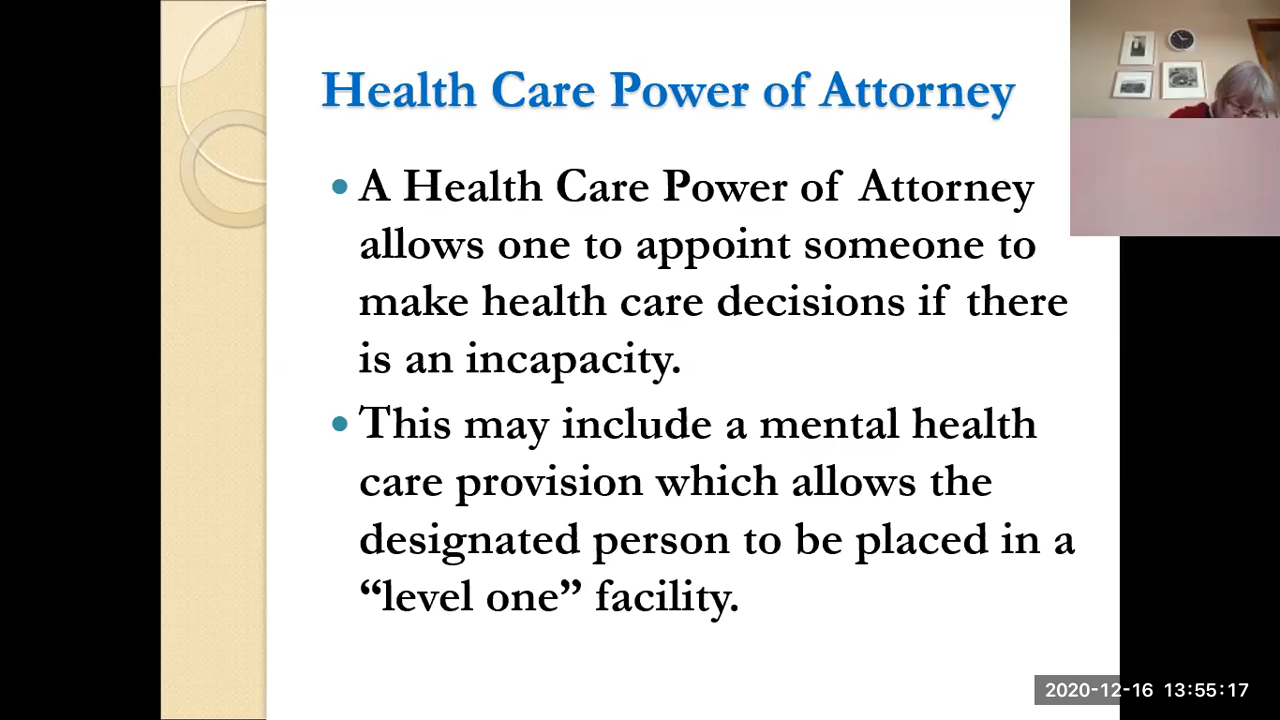 Health Care Power of Attorney
• A Health Care Power of Attorney
allows one to appoint someone to
make health care decisions if there
is an incapacity.
• This may include a mental health
care provision which allows the
designated person to be placed in a
“level one” facility.
2020-12-16 13:55:17